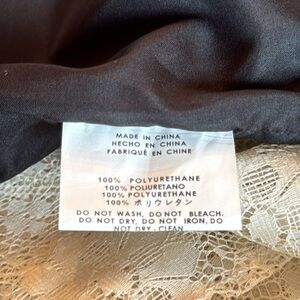 MADE IN CHINA
HECHO EN CHINA
FABRIQUÉ EN CHINE
100% POLYURETHANE
100% POLIURETANO
100% POLYURETHANE
100% ポリウレタン
DO NOT WASH, DO NOT BLEACH.
DO NOT DRY, DO NOT IRON, DO
NOT DRY-CLEAN